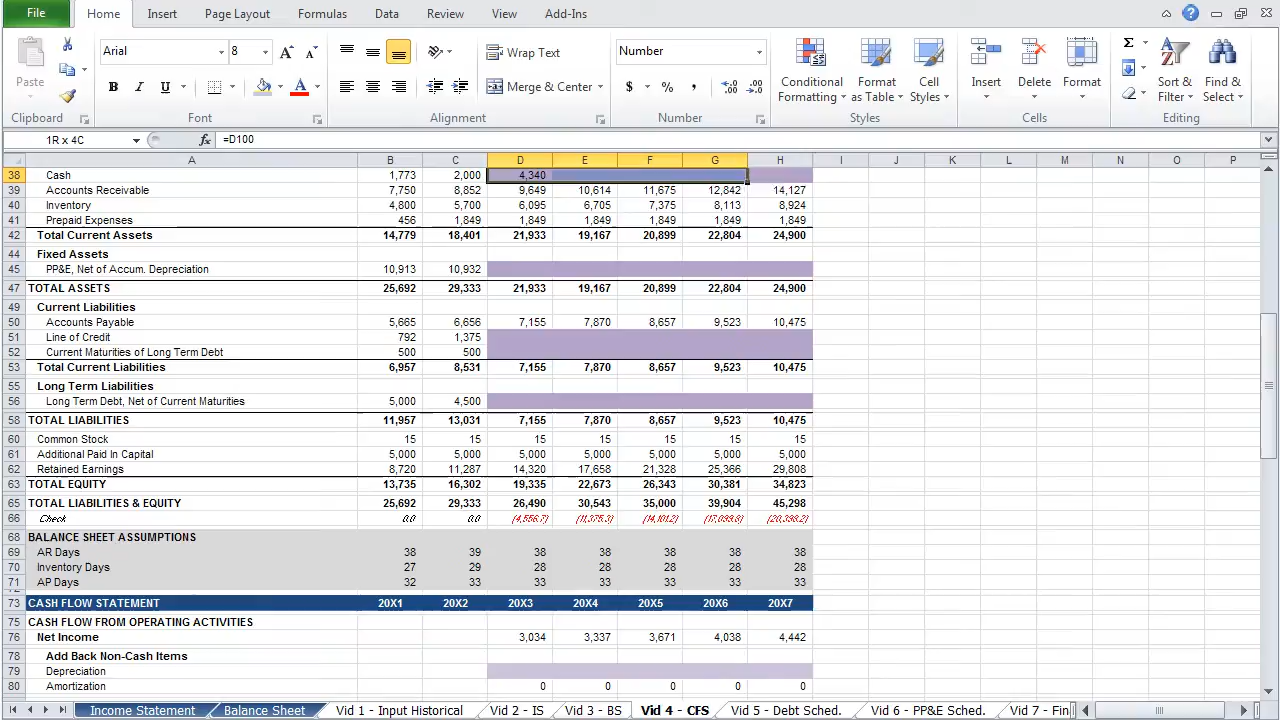 File Home Insert Page Layout Formulas Data Review View Add-Ins
Arial 8 Wrap Text Number
Paste B I U Merge & Center $ % , Conditional Formatting Format as Table Cell Styles Insert Delete Format Σ Sort & Filter Find & Select
Clipboard Font Alignment Number Styles Cells Editing
1R x 4C fx =D100
A B C D E F G H I J K L M N O P
38 Cash 1,773 2,000 4,340
39 Accounts Receivable 7,750 8,852 9,649 10,614 11,675 12,842 14,127
40 Inventory 4,800 5,700 6,095 6,705 7,375 8,113 8,924
41 Prepaid Expenses 456 1,849 1,849 1,849 1,849 1,849 1,849
42 Total Current Assets 14,779 18,401 21,933 19,167 20,899 22,804 24,900
44 Fixed Assets
45 PP&E, Net of Accum. Depreciation 10,913 10,932
47 TOTAL ASSETS 25,692 29,333 21,933 19,167 20,899 22,804 24,900
49 Current Liabilities
50 Accounts Payable 5,665 6,656 7,155 7,870 8,657 9,523 10,475
51 Line of Credit 792 1,375
52 Current Maturities of Long Term Debt 500 500
53 Total Current Liabilities 6,957 8,531 7,155 7,870 8,657 9,523 10,475
55 Long Term Liabilities
56 Long Term Debt, Net of Current Maturities 5,000 4,500
58 TOTAL LIABILITIES 11,957 13,031 7,155 7,870 8,657 9,523 10,475
60 Common Stock 15 15 15 15 15 15 15
61 Additional Paid In Capital 5,000 5,000 5,000 5,000 5,000 5,000 5,000
62 Retained Earnings 8,720 11,287 14,320 17,658 21,328 25,366 29,808
63 TOTAL EQUITY 13,735 16,302 19,335 22,673 26,343 30,381 34,823
65 TOTAL LIABILITIES & EQUITY 25,692 29,333 26,490 30,543 35,000 39,904 45,298
66 Check 0.0 0.0
68 BALANCE SHEET ASSUMPTIONS
69 AR Days 38 39 38 38 38 38 38
70 Inventory Days 27 29 28 28 28 28 28
71 AP Days 32 33 33 33 33 33 33
73 CASH FLOW STATEMENT 20X1 20X2 20X3 20X4 20X5 20X6 20X7
75 CASH FLOW FROM OPERATING ACTIVITIES
76 Net Income 3,034 3,337 3,671 4,038 4,442
78 Add Back Non-Cash Items
79 Depreciation
80 Amortization 0 0 0 0 0
Income Statement Balance Sheet Vid 1 - Input Historical Vid 2 - IS Vid 3 - BS Vid 4 - CFS Vid 5 - Debt Sched. Vid 6 - PP&E Sched. Vid 7 - Fin